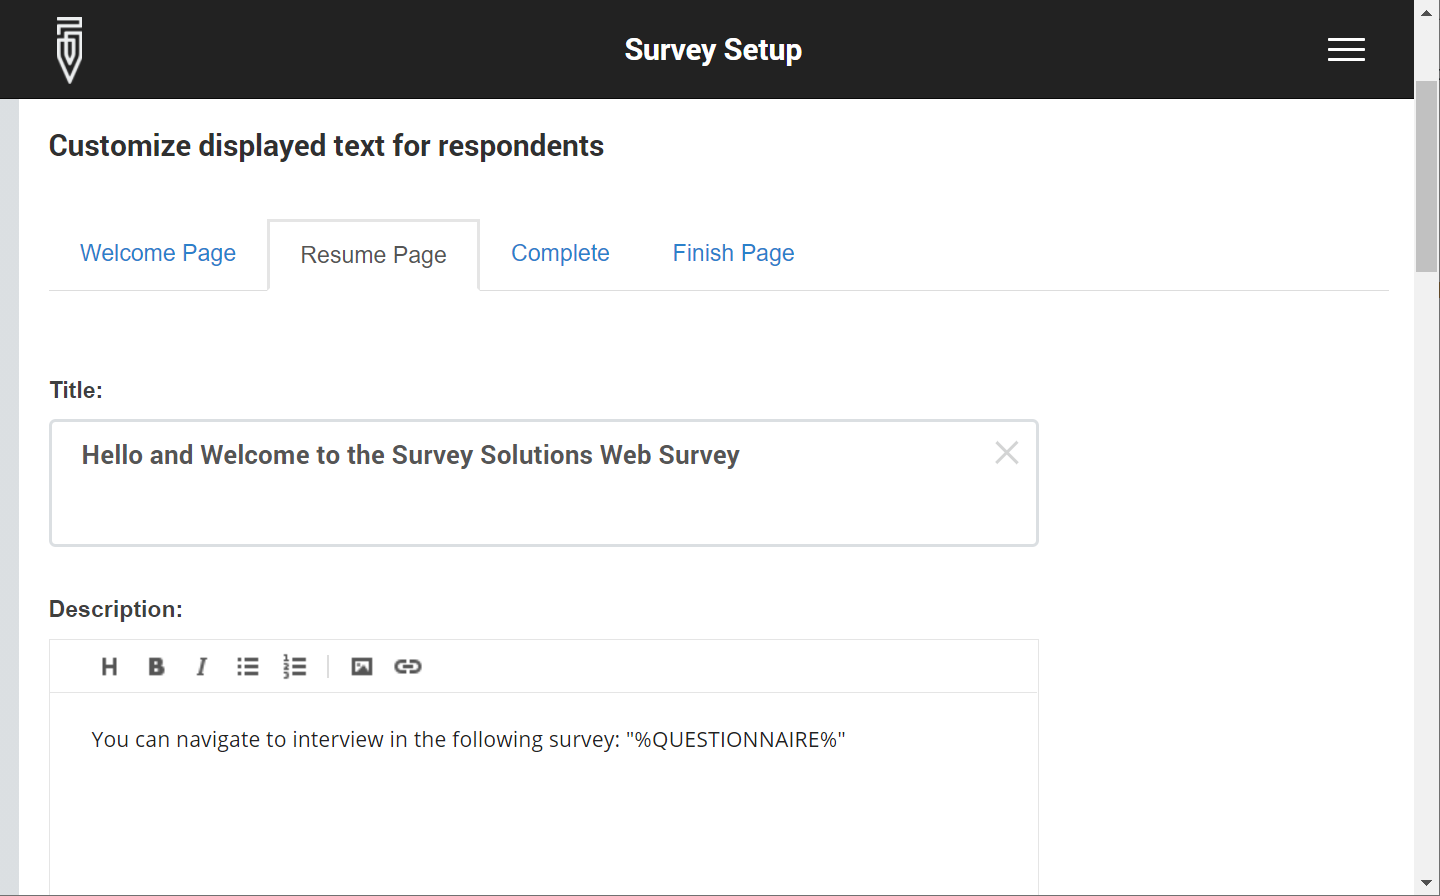 Survey Setup
Customize displayed text for respondents
Welcome Page Resume Page Complete Finish Page
Title:
Hello and Welcome to the Survey Solutions Web Survey
Description:
H B I
You can navigate to interview in the following survey: "%QUESTIONNAIRE%"